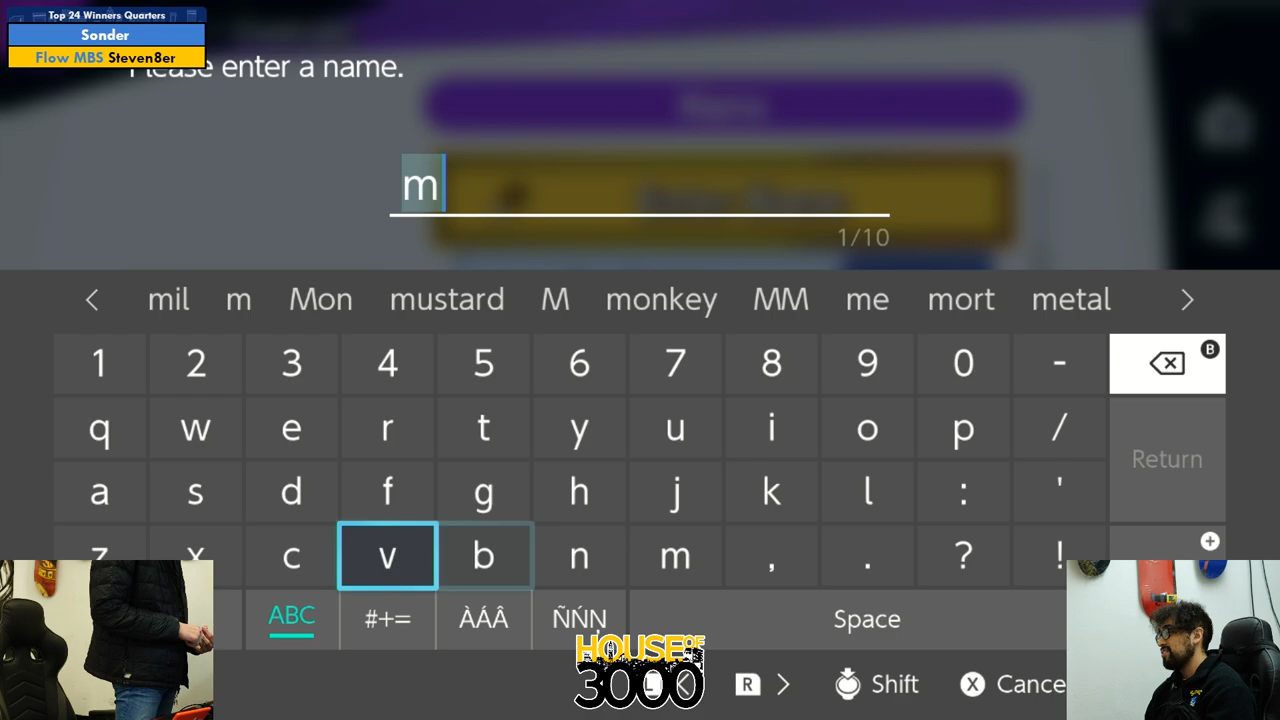 Top 24 Winners Quarters
Sonder
Flow MBS Steven8er
Please enter a name.
m
1/10
mil m Mon mustard M monkey MM me mort metal
1 2 3 4 5 6 7 8 9 0 - B
q w e r t y u i o p /
Return
a s d f g h j k l : '
z x c v b n m , . ? ! +
ABC #+= ÀÁÂ ÑŃŅ Space
HOUSE OF
3000
R Shift X Cance